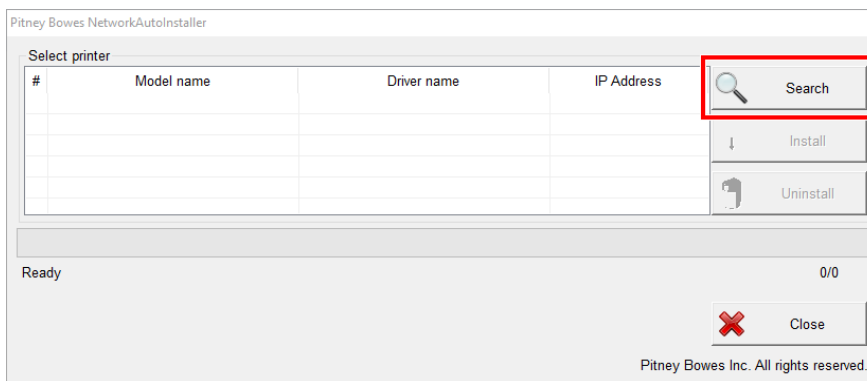 Pitney Bowes NetworkAutoInstaller
Select printer
# Model name Driver name IP Address
Search
Install
Uninstall
Ready 0/0
Close
Pitney Bowes Inc. All rights reserved.